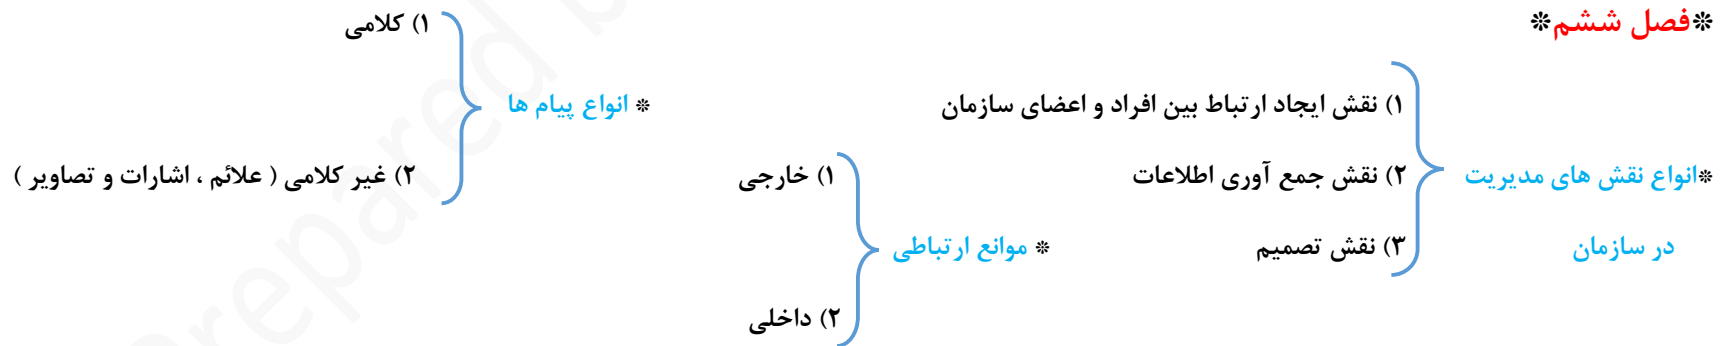 *فصل ششم*
*انواع نقش های مدیریت
در سازمان
۱) نقش ایجاد ارتباط بین افراد و اعضای سازمان
۲) نقش جمع آوری اطلاعات
۳) نقش تصمیم
* انواع پیام ها
۱) کلامی
۲) غیر کلامی ( علائم ، اشارات و تصاویر )
* موانع ارتباطی
۱) خارجی
۲) داخلی
Prepared b